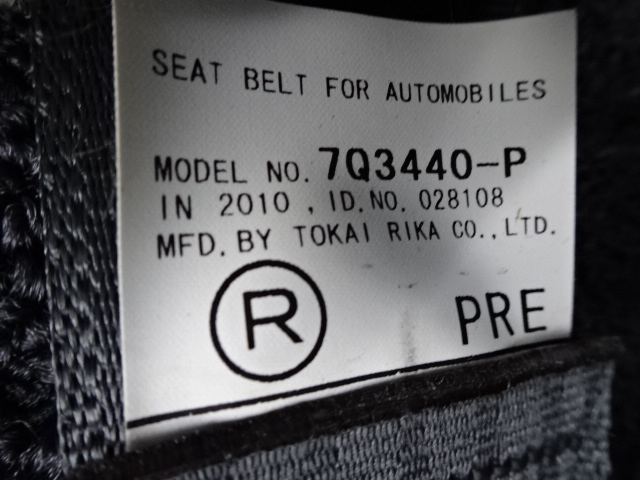 SEAT BELT FOR AUTOMOBILES
MODEL NO. 7Q3440-P
IN 2010 , ID.NO. 028108
MFD. BY TOKAI RIKA CO., LTD.
R PRE